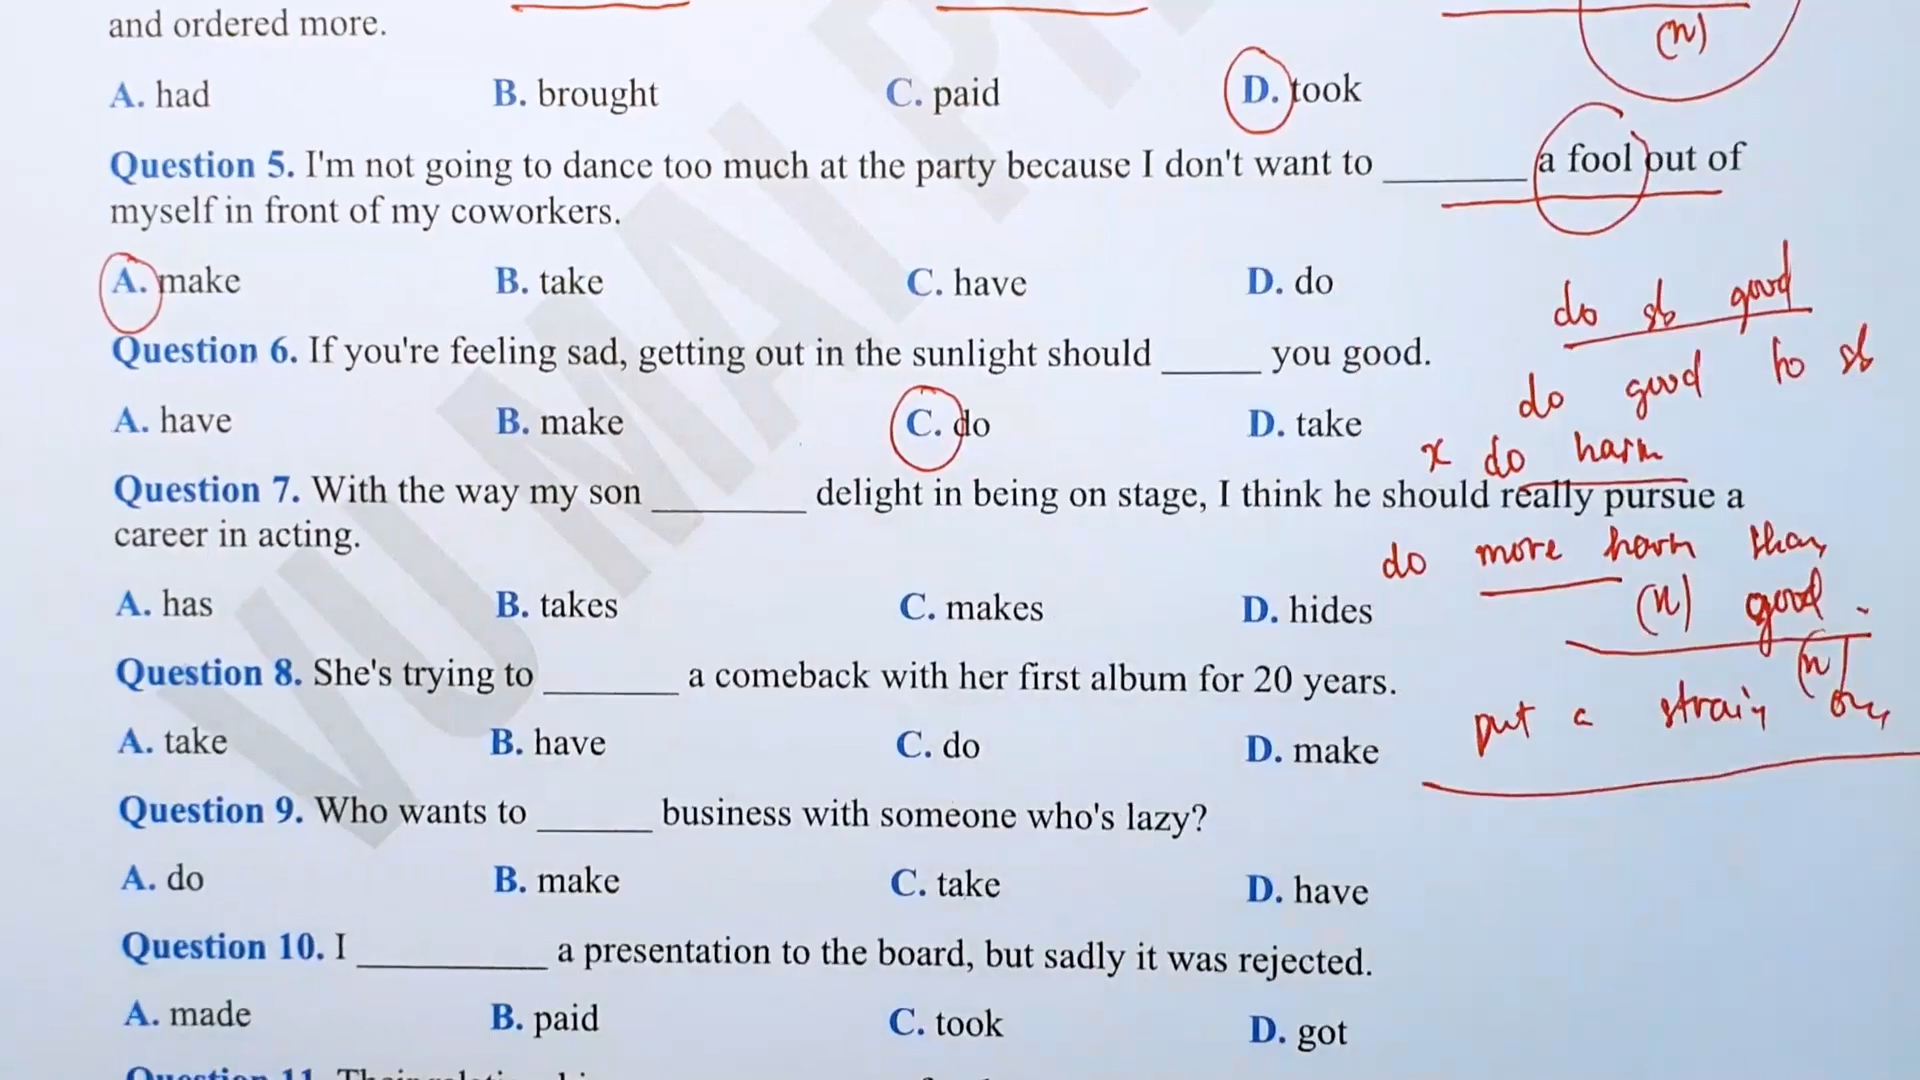 and ordered more.
(n)
A. had B. brought C. paid D. took
Question 5. I'm not going to dance too much at the party because I don't want to ________ a fool out of
myself in front of my coworkers.
A. make B. take C. have D. do
do sb good
Question 6. If you're feeling sad, getting out in the sunlight should _____ you good.
do good to sb
A. have B. make C. do D. take
x do harm
Question 7. With the way my son ________ delight in being on stage, I think he should really pursue a
career in acting.
do more harm than
(n) good.
(n)
A. has B. takes C. makes D. hides
Question 8. She's trying to _______ a comeback with her first album for 20 years.
put a strain on
A. take B. have C. do D. make
Question 9. Who wants to ______ business with someone who's lazy?
A. do B. make C. take D. have
Question 10. I __________ a presentation to the board, but sadly it was rejected.
A. made B. paid C. took D. got
Question 11.
VU MAI PH